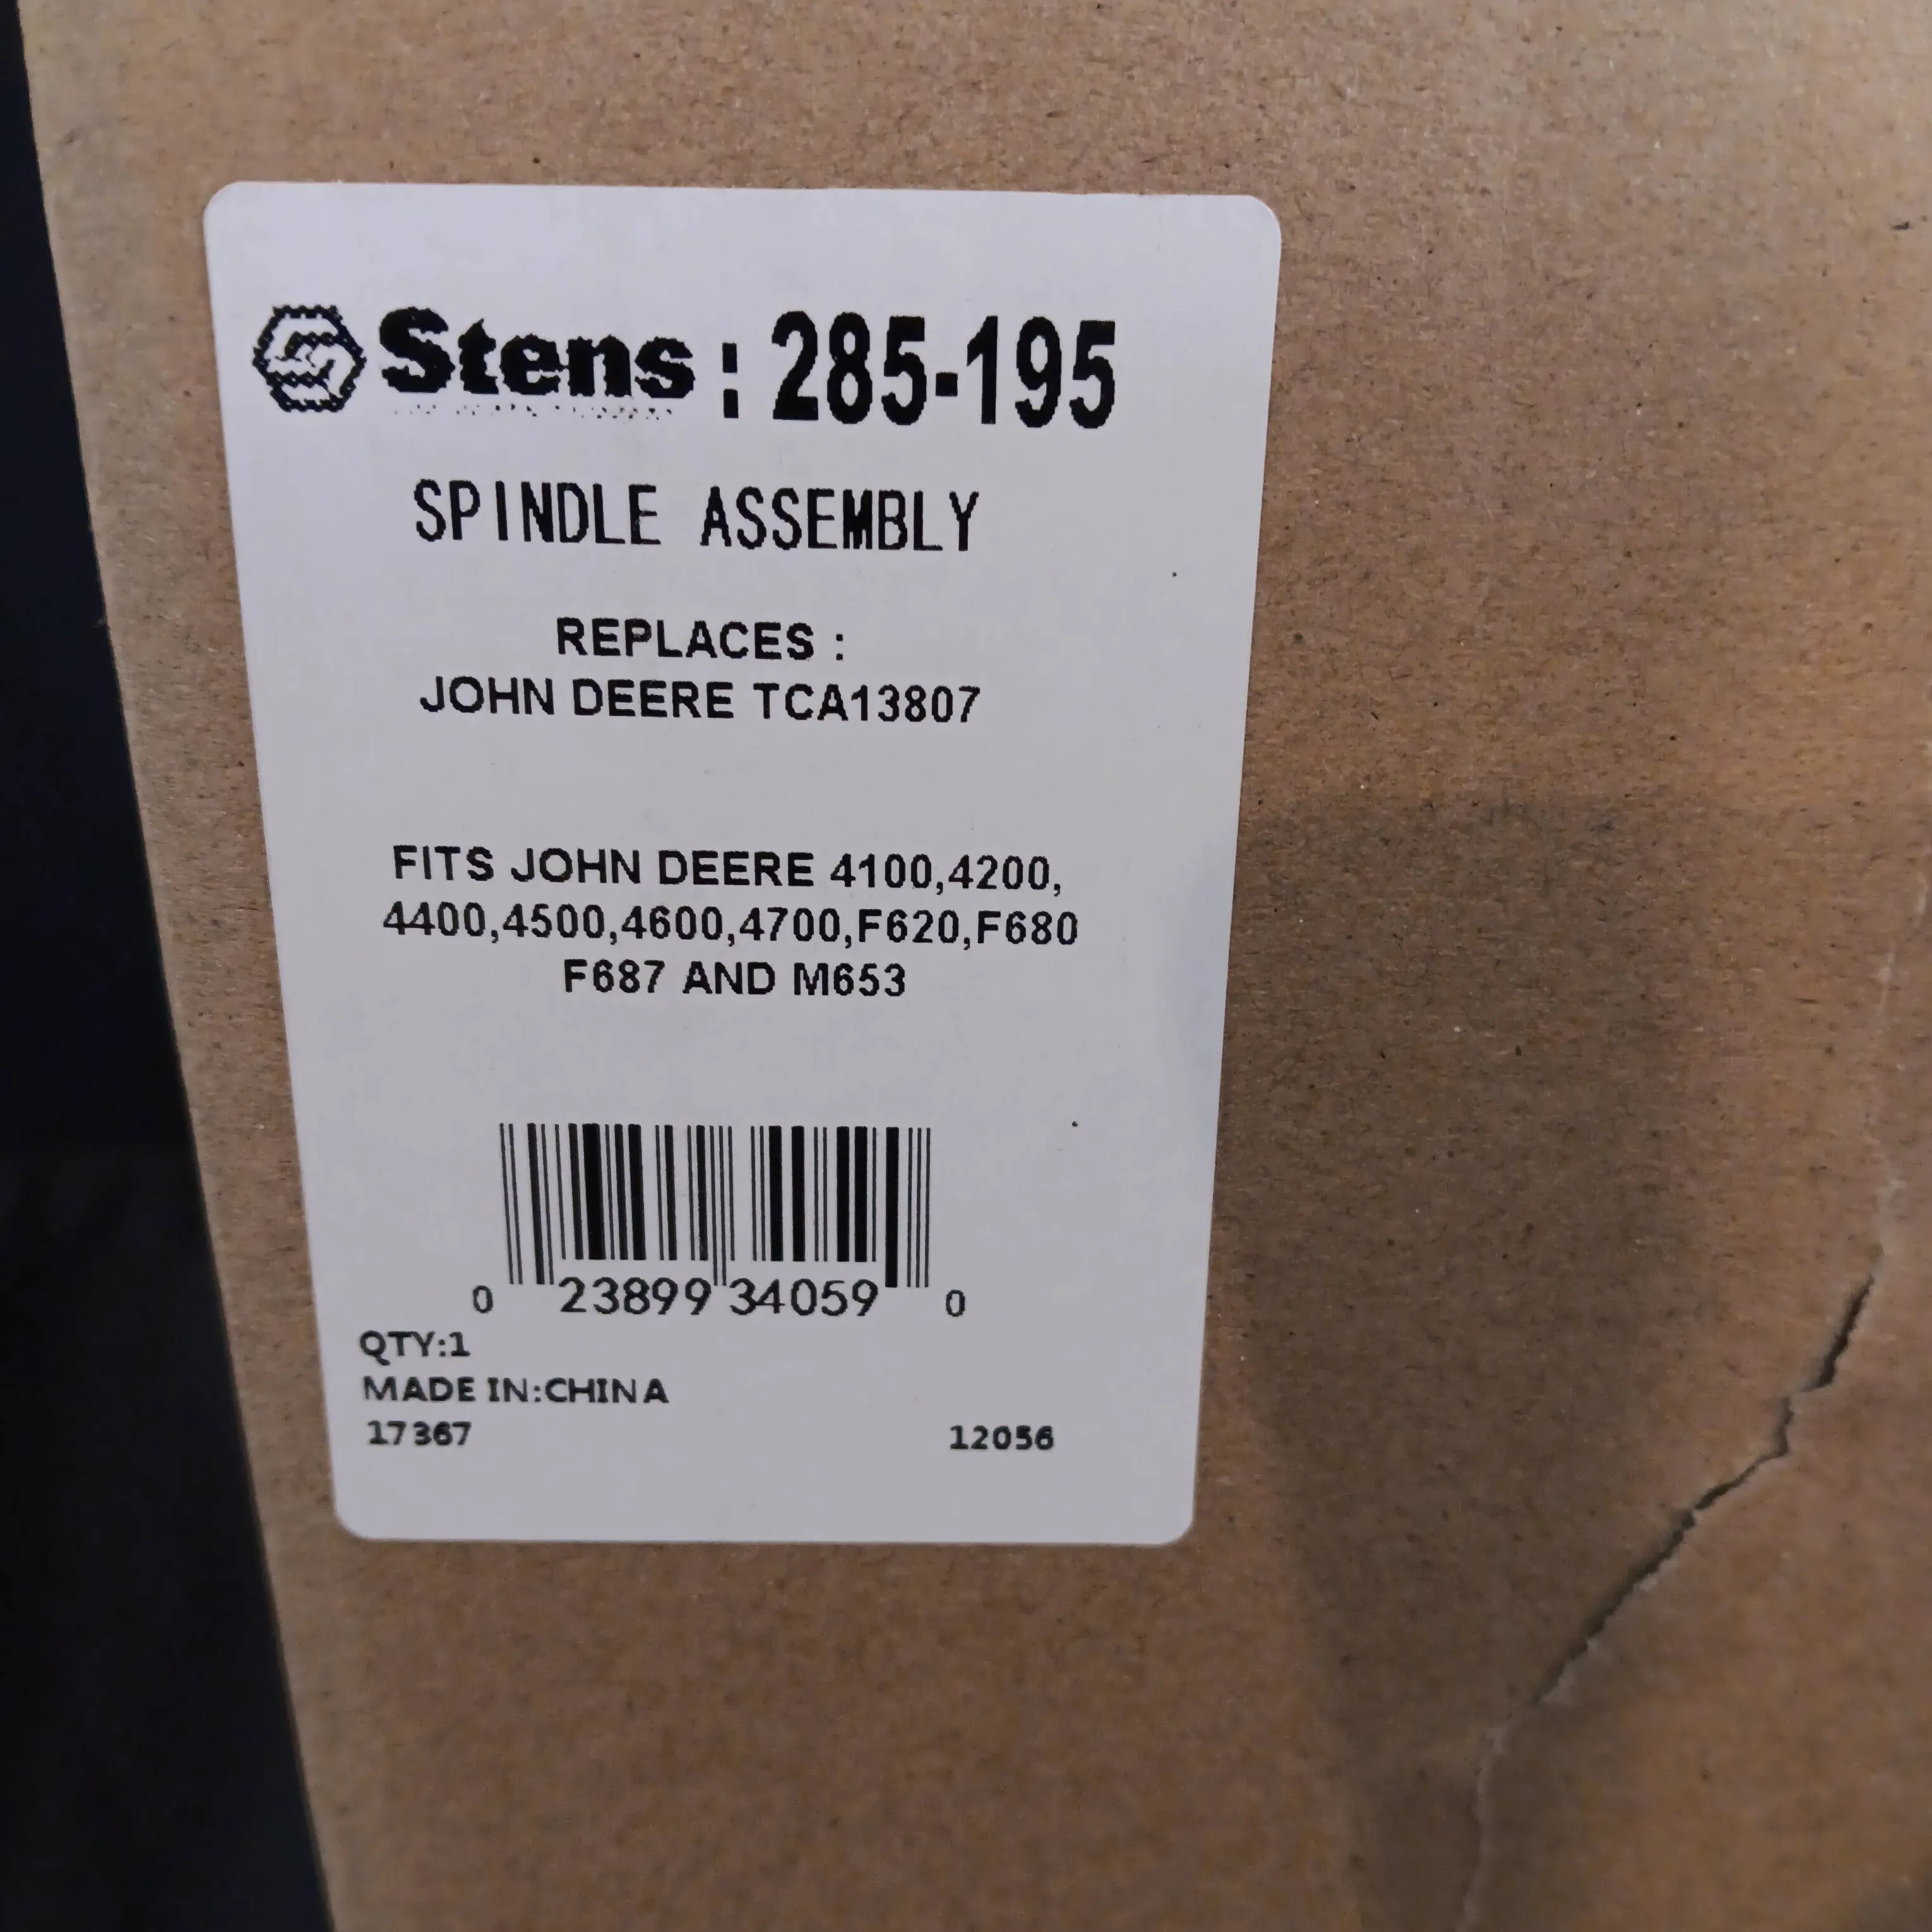 Stens : 285-195
SPINDLE ASSEMBLY
REPLACES :
JOHN DEERE TCA13807
FITS JOHN DEERE 4100,4200,
4400,4500,4600,4700,F620,F680
F687 AND M653
0 23899 34059 0
QTY:1
MADE IN:CHINA
17367 12056